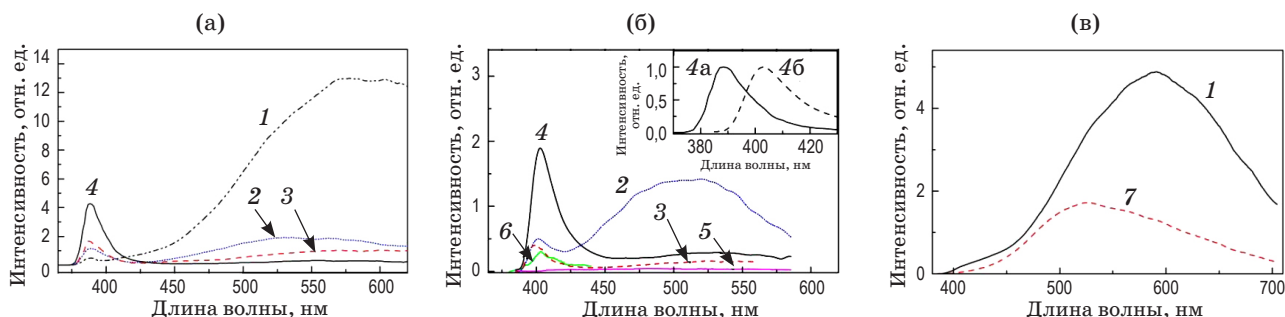 (а)
Интенсивность, отн. ед.
14
12
10
8
6
4
2
0
1
2
3
4
400 450 500 550 600
Длина волны, нм
(б)
Интенсивность, отн. ед.
3
2
1
0
4
2
3
5
6
400 450 500 550 600
Длина волны, нм
Интенсивность,
отн. ед.
1,0
0,5
0,0
4а
4б
380 400 420
Длина волны, нм
(в)
Интенсивность, отн. ед.
4
2
0
1
7
400 500 600 700
Длина волны, нм